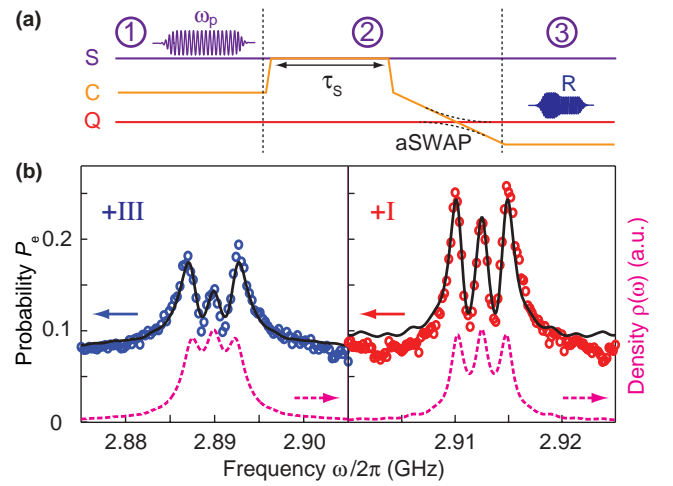 (a)
1 ωp 2 3
S
τS
C
R
Q
aSWAP
(b)
+III
+I
Probability Pe
0.2
0.1
0
Density ρ(ω) (a.u.)
2.88 2.89 2.90 2.91 2.92
Frequency ω/2π (GHz)